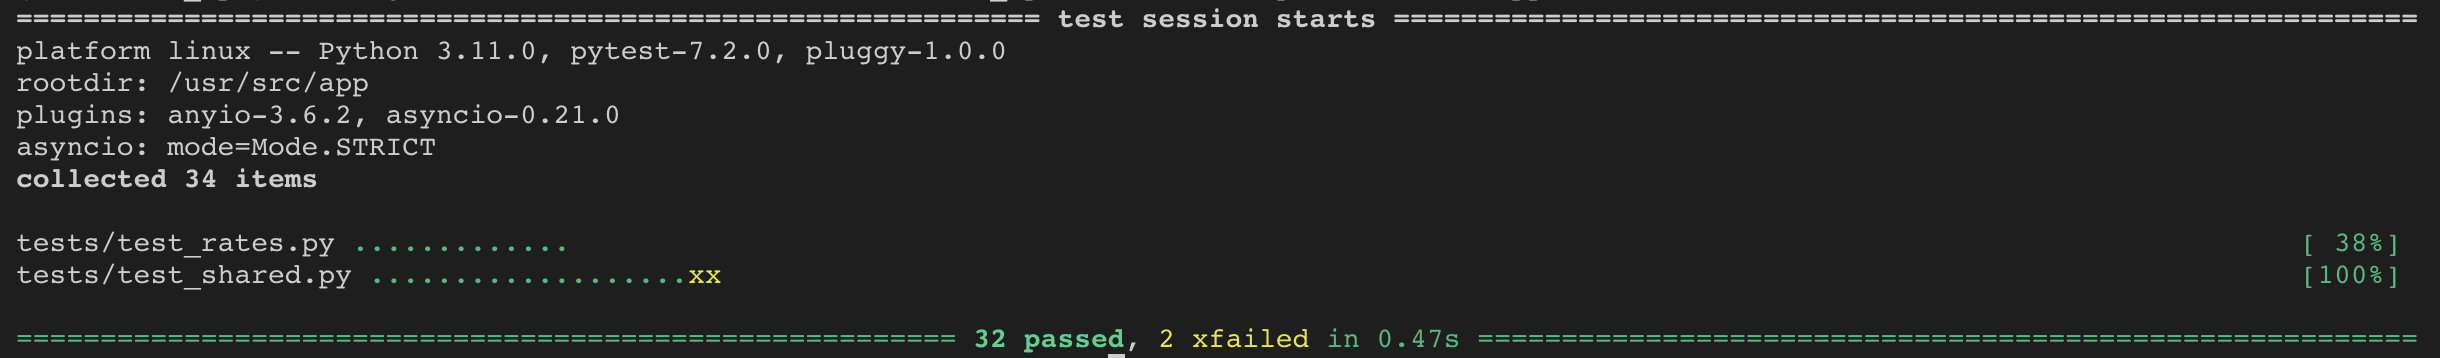 ============================================================= test session starts =============================================================
platform linux -- Python 3.11.0, pytest-7.2.0, pluggy-1.0.0
rootdir: /usr/src/app
plugins: anyio-3.6.2, asyncio-0.21.0
asyncio: mode=Mode.STRICT
collected 34 items
tests/test_rates.py ............. [ 38%]
tests/test_shared.py ...................xx [100%]
======================================================== 32 passed, 2 xfailed in 0.47s ========================================================